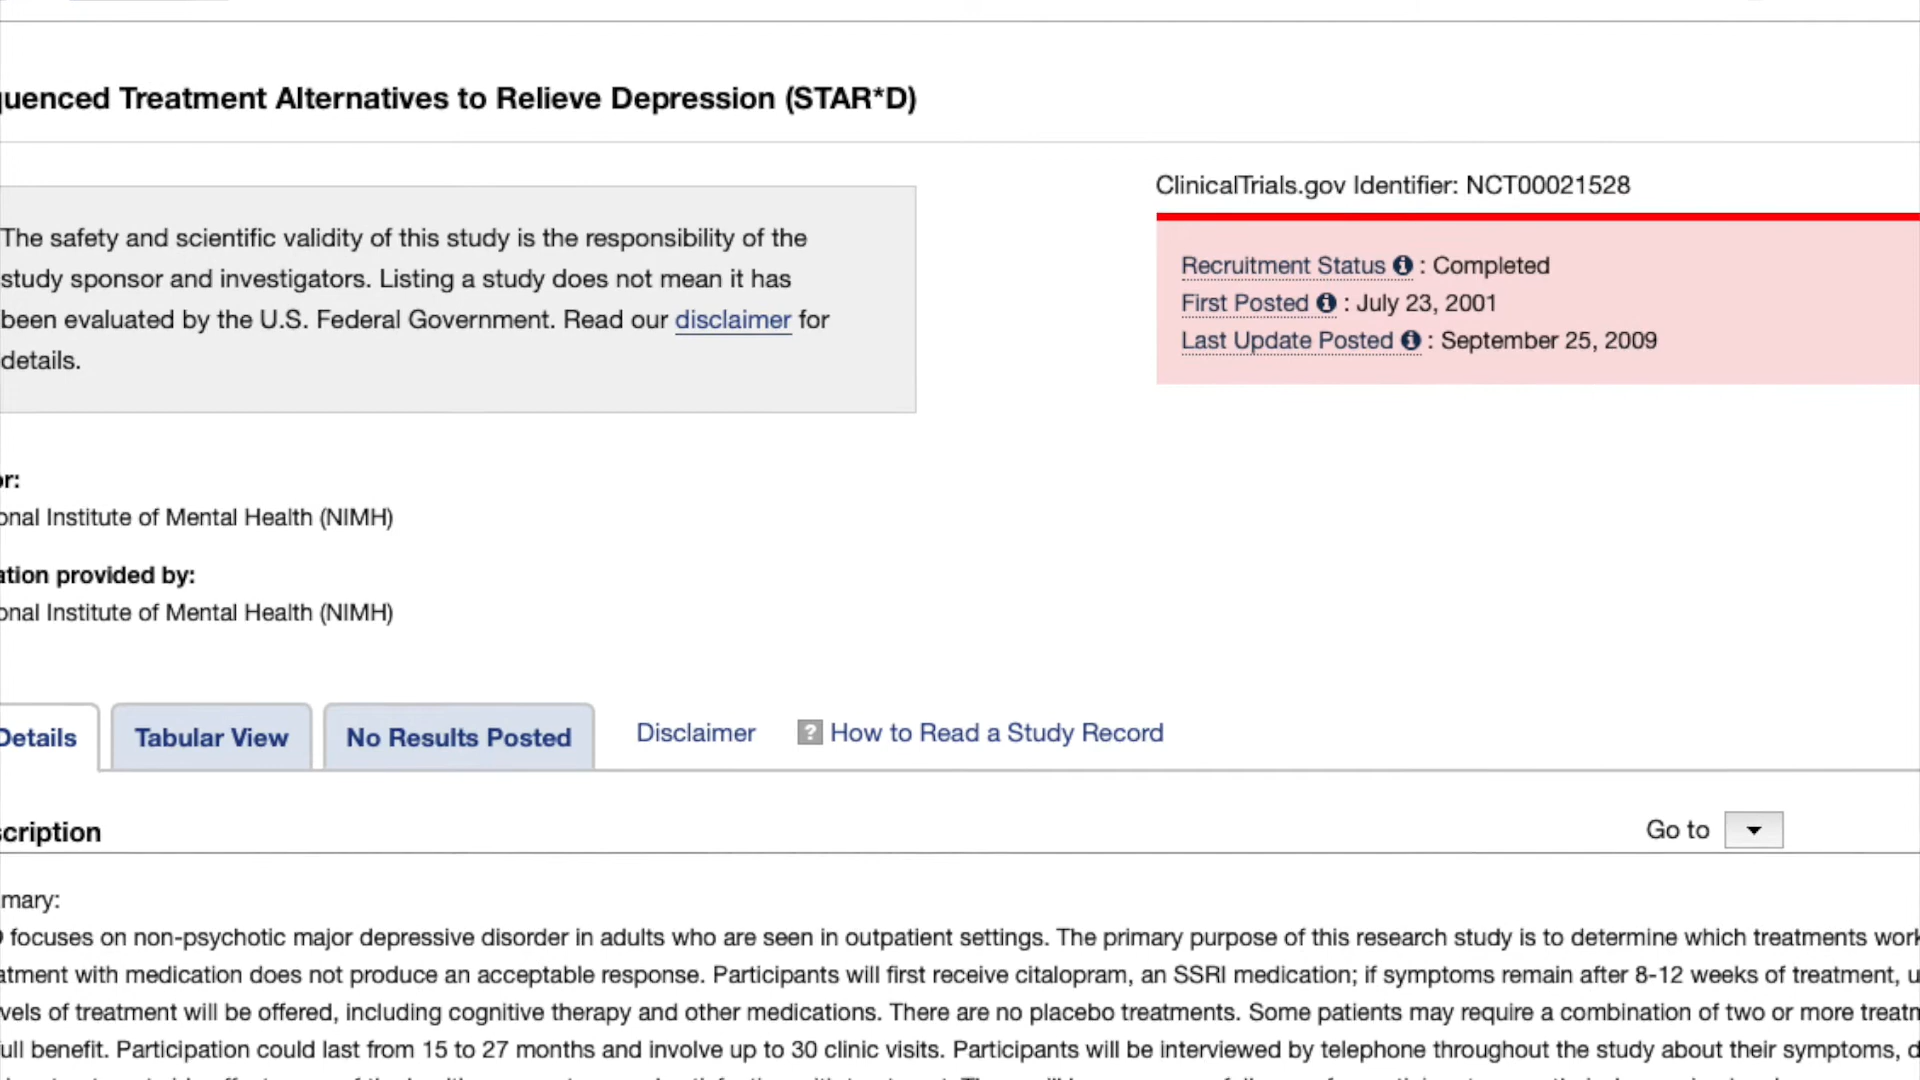 quenced Treatment Alternatives to Relieve Depression (STAR*D)
ClinicalTrials.gov Identifier: NCT00021528
The safety and scientific validity of this study is the responsibility of the
study sponsor and investigators. Listing a study does not mean it has
been evaluated by the U.S. Federal Government. Read our disclaimer for
details.
Recruitment Status : Completed
First Posted : July 23, 2001
Last Update Posted : September 25, 2009
or:
onal Institute of Mental Health (NIMH)
ation provided by:
onal Institute of Mental Health (NIMH)
Details
Tabular View
No Results Posted
Disclaimer
? How to Read a Study Record
scription
Go to
mary:
focuses on non-psychotic major depressive disorder in adults who are seen in outpatient settings. The primary purpose of this research study is to determine which treatments work
atment with medication does not produce an acceptable response. Participants will first receive citalopram, an SSRI medication; if symptoms remain after 8-12 weeks of treatment, u
vels of treatment will be offered, including cognitive therapy and other medications. There are no placebo treatments. Some patients may require a combination of two or more treatm
ull benefit. Participation could last from 15 to 27 months and involve up to 30 clinic visits. Participants will be interviewed by telephone throughout the study about their symptoms, d